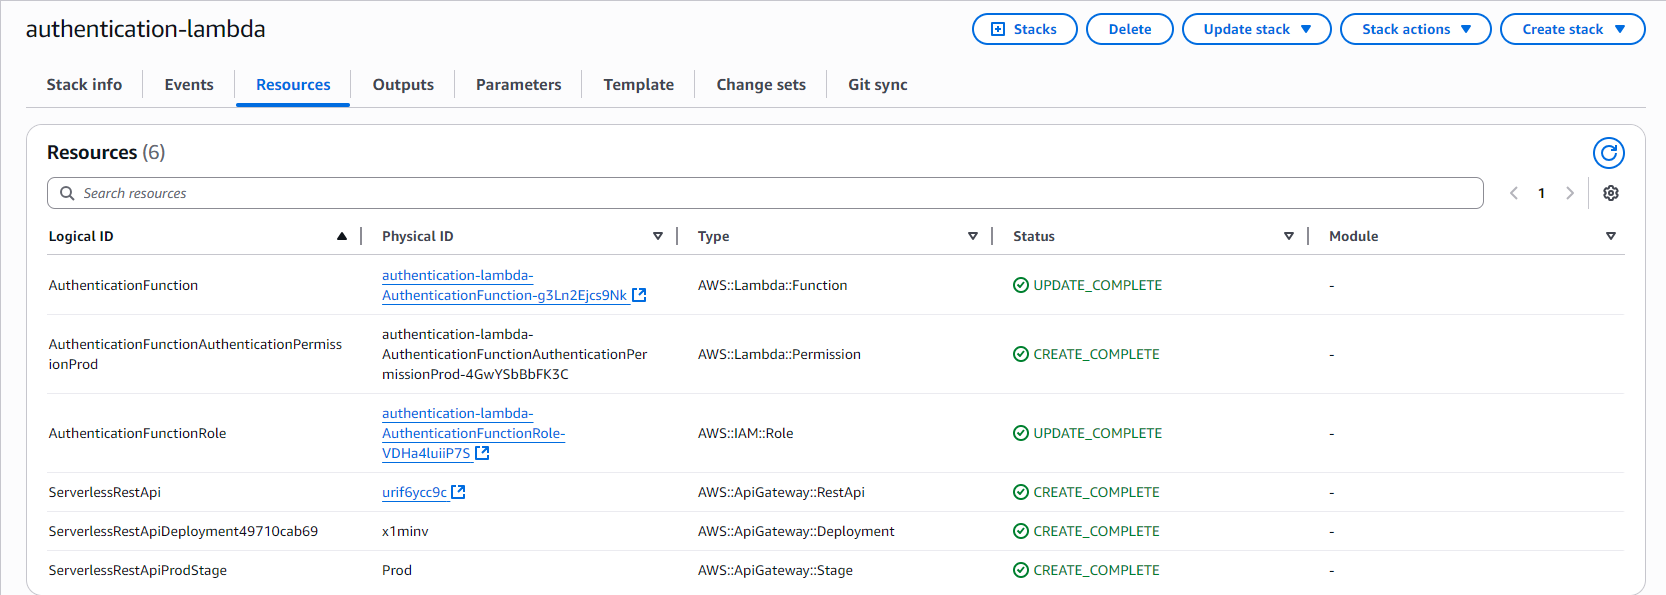 authentication-lambda
Stacks
Delete
Update stack
Stack actions
Create stack
Stack info
Events
Resources
Outputs
Parameters
Template
Change sets
Git sync
Resources (6)
Search resources
1
Logical ID
Physical ID
Type
Status
Module
AuthenticationFunction
authentication-lambda-
AuthenticationFunction-g3Ln2Ejcs9Nk
AWS::Lambda::Function
UPDATE_COMPLETE
-
AuthenticationFunctionAuthenticationPermiss
ionProd
authentication-lambda-
AuthenticationFunctionAuthenticationPer
missionProd-4GwYSbBbFK3C
AWS::Lambda::Permission
CREATE_COMPLETE
-
AuthenticationFunctionRole
authentication-lambda-
AuthenticationFunctionRole-
VDHa4luiiP7S
AWS::IAM::Role
UPDATE_COMPLETE
-
ServerlessRestApi
urif6ycc9c
AWS::ApiGateway::RestApi
CREATE_COMPLETE
-
ServerlessRestApiDeployment49710cab69
x1minv
AWS::ApiGateway::Deployment
CREATE_COMPLETE
-
ServerlessRestApiProdStage
Prod
AWS::ApiGateway::Stage
CREATE_COMPLETE
-